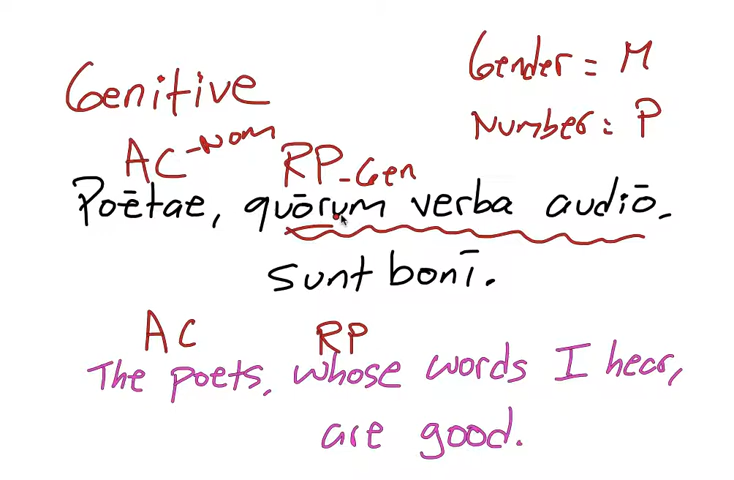 Genitive
Gender = M
Number = P
AC-Nom RP-Gen
Poētae, quōrum verba audiō.
sunt bonī.
AC RP
The poets, whose words I hear,
are good.